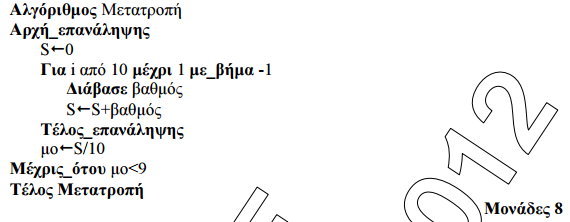 Αλγόριθμος Μετατροπή
Αρχή_επανάληψης
S←0
Για i από 10 μέχρι 1 με_βήμα -1
Διάβασε βαθμός
S←S+βαθμός
Τέλος_επανάληψης
μο←S/10
Μέχρις_ότου μο<9
Τέλος Μετατροπή
Μονάδες 8
012